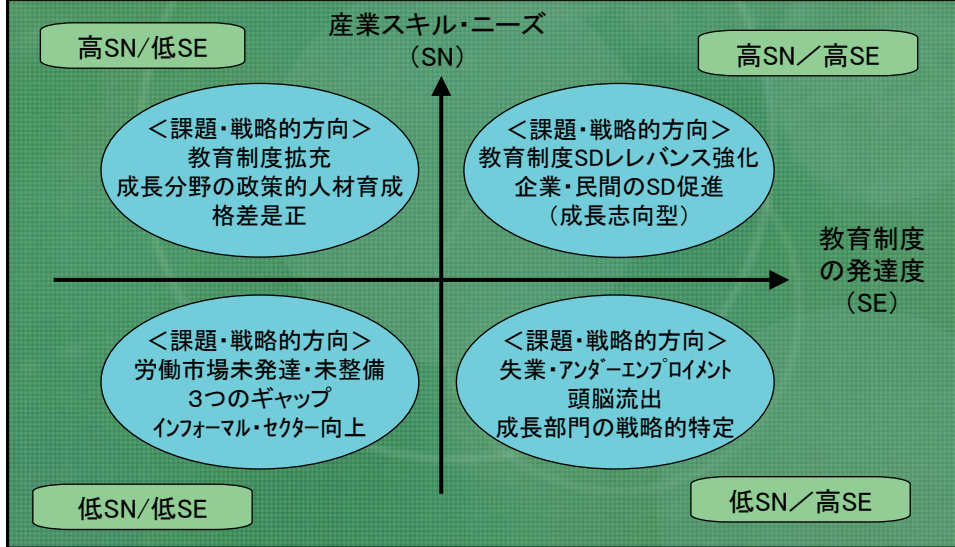 産業スキル・ニーズ
（SN）
高SN/低SE
高SN／高SE
＜課題・戦略的方向＞
教育制度拡充
成長分野の政策的人材育成
格差是正
＜課題・戦略的方向＞
教育制度SDレレバンス強化
企業・民間のSD促進
（成長志向型）
教育制度
の発達度
（SE）
＜課題・戦略的方向＞
労働市場未発達・未整備
３つのギャップ
ｲﾝﾌｫｰﾏﾙ・ｾｸﾀｰ向上
＜課題・戦略的方向＞
失業・ｱﾝﾀﾞｰｴﾝﾌﾟﾛｲﾒﾝﾄ
頭脳流出
成長部門の戦略的特定
低SN/低SE
低SN／高SE